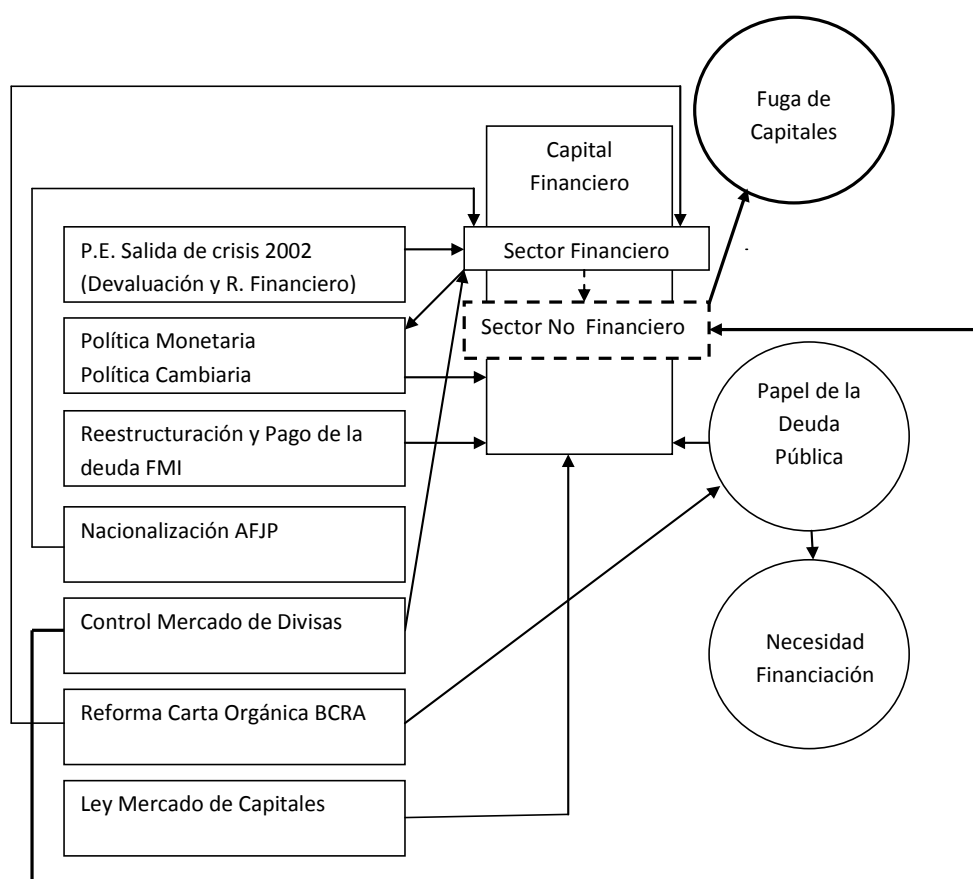 Fuga de
Capitales
Capital
Financiero
P.E. Salida de crisis 2002
(Devaluación y R. Financiero)
Sector Financiero
Sector No Financiero
Política Monetaria
Política Cambiaria
Reestructuración y Pago de la
deuda FMI
Papel de la
Deuda
Pública
Nacionalización AFJP
Control Mercado de Divisas
Necesidad
Financiación
Reforma Carta Orgánica BCRA
Ley Mercado de Capitales